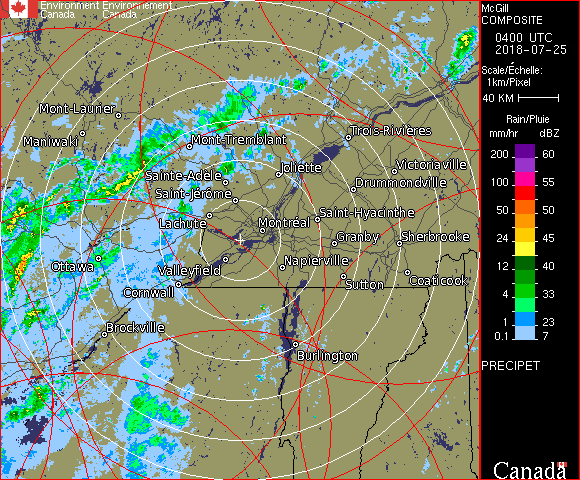 Environment Environnement
Canada Canada
McGill
COMPOSITE
0400 UTC
2018-07-25
Scale/Échelle:
1km/Pixel
40 KM
Rain/Pluie
mm/hr dBZ
200 60
100 55
50 50
24 45
12 40
4 33
1 23
0.1 7
PRECIPET
Canada
Mont-Laurier
Maniwaki
Mont-Tremblant
Trois-Rivières
Joliette
Victoriaville
Sainte-Adèle
Drummondville
Saint-Jérôme
Saint-Hyacinthe
Lachute
Montréal
Granby
Sherbrooke
Ottawa
Valleyfield
Napierville
Cornwall
Sutton
Coaticook
Brockville
Burlington